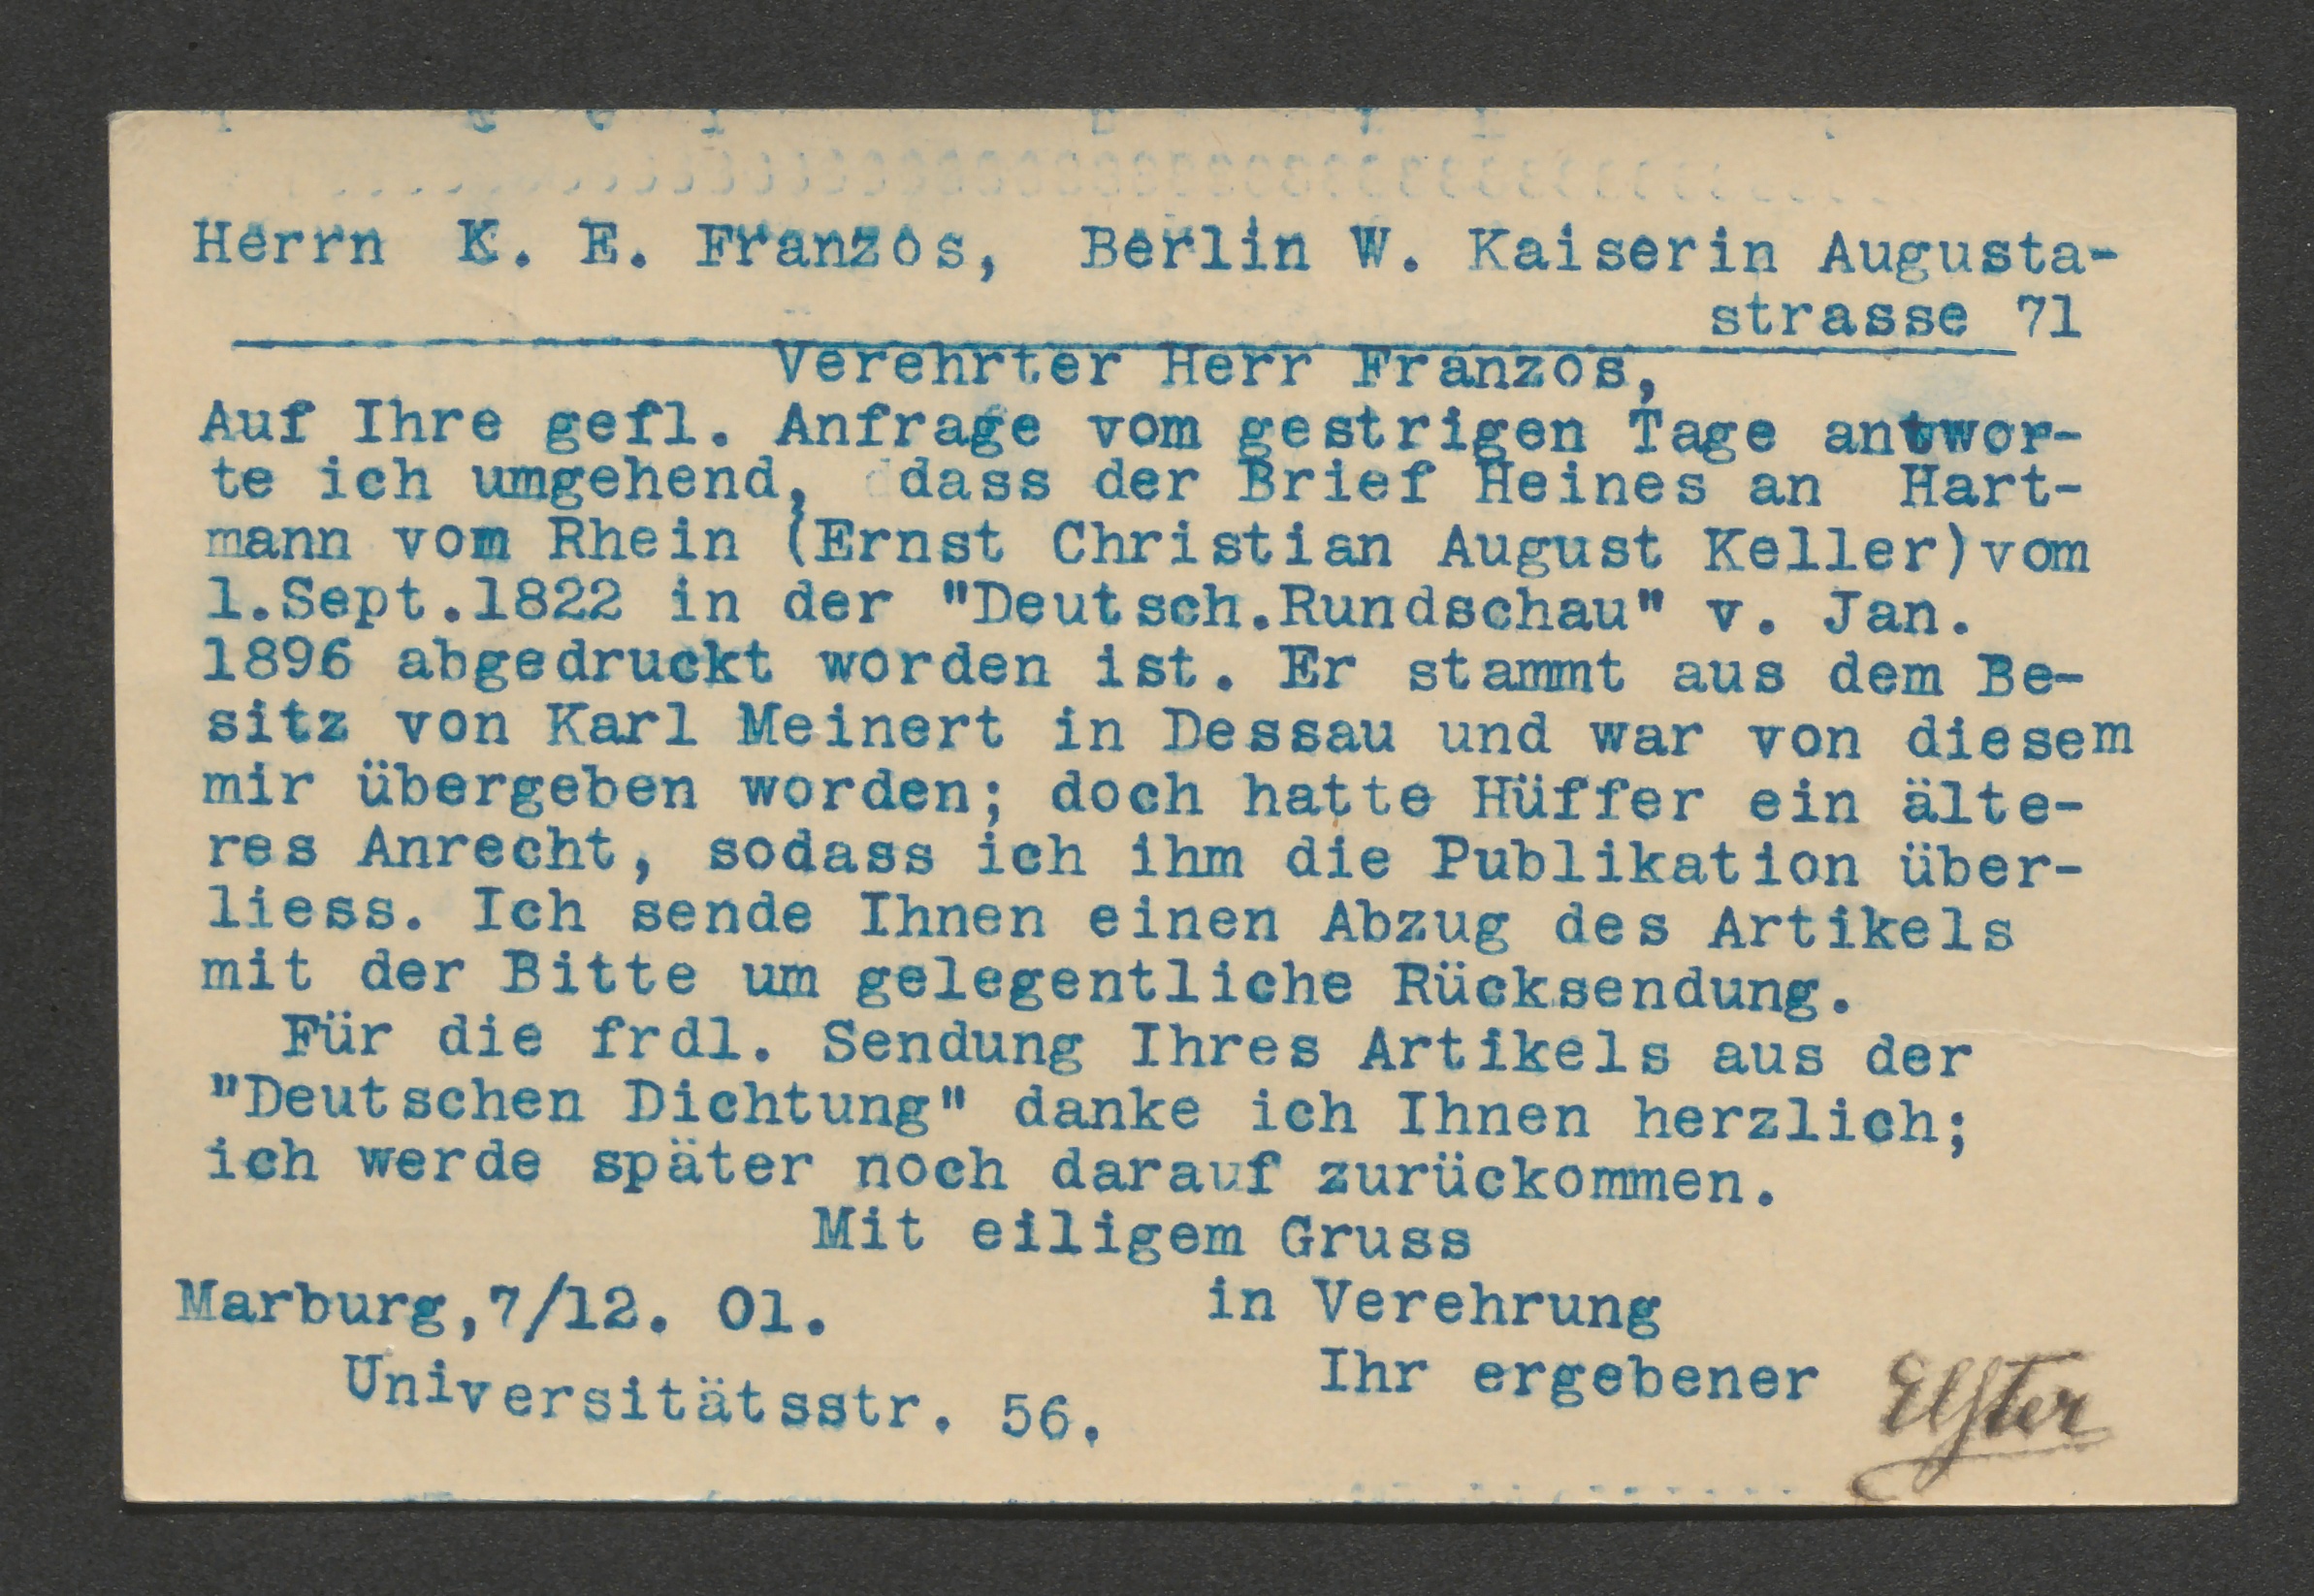 Herrn K. E. Franzos, Berlin W. Kaiserin Augusta-
strasse 71
Verehrter Herr Franzos,
Auf Ihre gefl. Anfrage vom gestrigen Tage antwor-
te ich umgehend, dass der Brief Heines an Hart-
mann vom Rhein (Ernst Christian August Keller)vom
1.Sept.1822 in der "Deutsch.Rundschau" v. Jan.
1896 abgedruckt worden ist. Er stammt aus dem Be-
sitz von Karl Meinert in Dessau und war von diesem
mir übergeben worden; doch hatte Hüffer ein älte-
res Anrecht, sodass ich ihm die Publikation über-
liess. Ich sende Ihnen einen Abzug des Artikels
mit der Bitte um gelegentliche Rücksendung.
Für die frdl. Sendung Ihres Artikels aus der
"Deutschen Dichtung" danke ich Ihnen herzlich;
ich werde später noch darauf zurückommen.
Mit eiligem Gruss
Marburg,7/12. 01. in Verehrung
Universitätsstr. 56. Ihr ergebener Elster